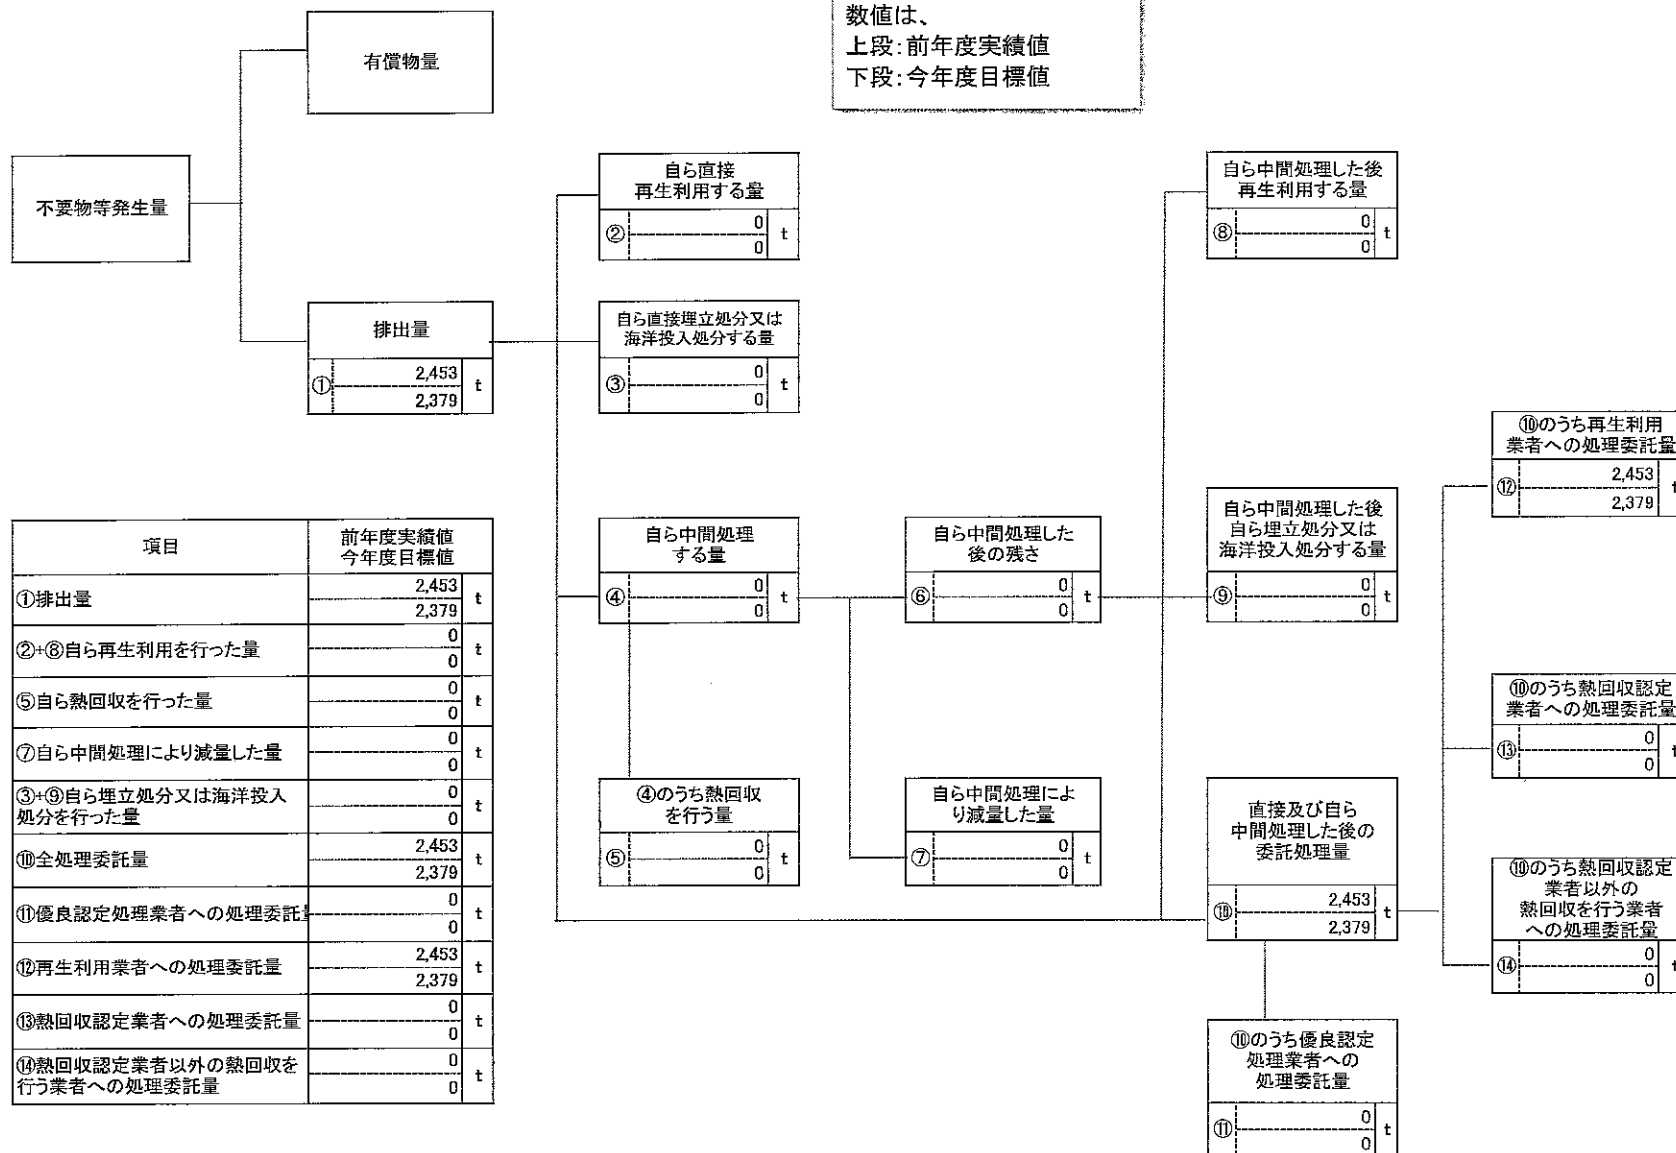 数値は、
上段:前年度実績値
下段:今年度目標値
有償物量
不要物等発生量
排出量
① 2,453 t
2,379
自ら直接
再生利用する量
② 0 t
0
自ら直接埋立処分又は
海洋投入処分する量
③ 0 t
0
自ら中間処理
する量
④ 0 t
0
④のうち熱回収
を行う量
⑤ 0 t
0
自ら中間処理した
後の残さ
⑥ 0 t
0
自ら中間処理によ
り減量した量
⑦ 0 t
0
自ら中間処理した後
再生利用する量
⑧ 0 t
0
自ら中間処理した後
自ら埋立処分又は
海洋投入処分する量
⑨ 0 t
0
直接及び自ら
中間処理した後の
委託処理量
⑩ 2,453 t
2,379
⑩のうち優良認定
処理業者への
処理委託量
⑪ 0 t
0
⑩のうち再生利用
業者への処理委託量
⑫ 2,453 t
2,379
⑩のうち熱回収認定
業者への処理委託量
⑬ 0 t
0
⑩のうち熱回収認定
業者以外の
熱回収を行う業者
への処理委託量
⑭ 0 t
0
項目 前年度実績値
今年度目標値
①排出量 2,453 t
2,379
②+⑧自ら再生利用を行った量 0 t
0
⑤自ら熱回収を行った量 0 t
0
⑦自ら中間処理により減量した量 0 t
0
③+⑨自ら埋立処分又は海洋投入
処分を行った量 0 t
0
⑩全処理委託量 2,453 t
2,379
⑪優良認定処理業者への処理委託 0 t
0
⑫再生利用業者への処理委託量 2,453 t
2,379
⑬熱回収認定業者への処理委託量 0 t
0
⑭熱回収認定業者以外の熱回収を
行う業者への処理委託量 0 t
0